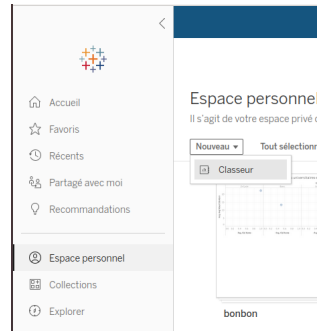 Accueil
Favoris
Récents
Partagé avec moi
Recommandations
Espace personnel
Collections
Explorer
Espace personnel
Il s'agit de votre espace privé
Nouveau
Tout sélectionn
Classeur
bonbon